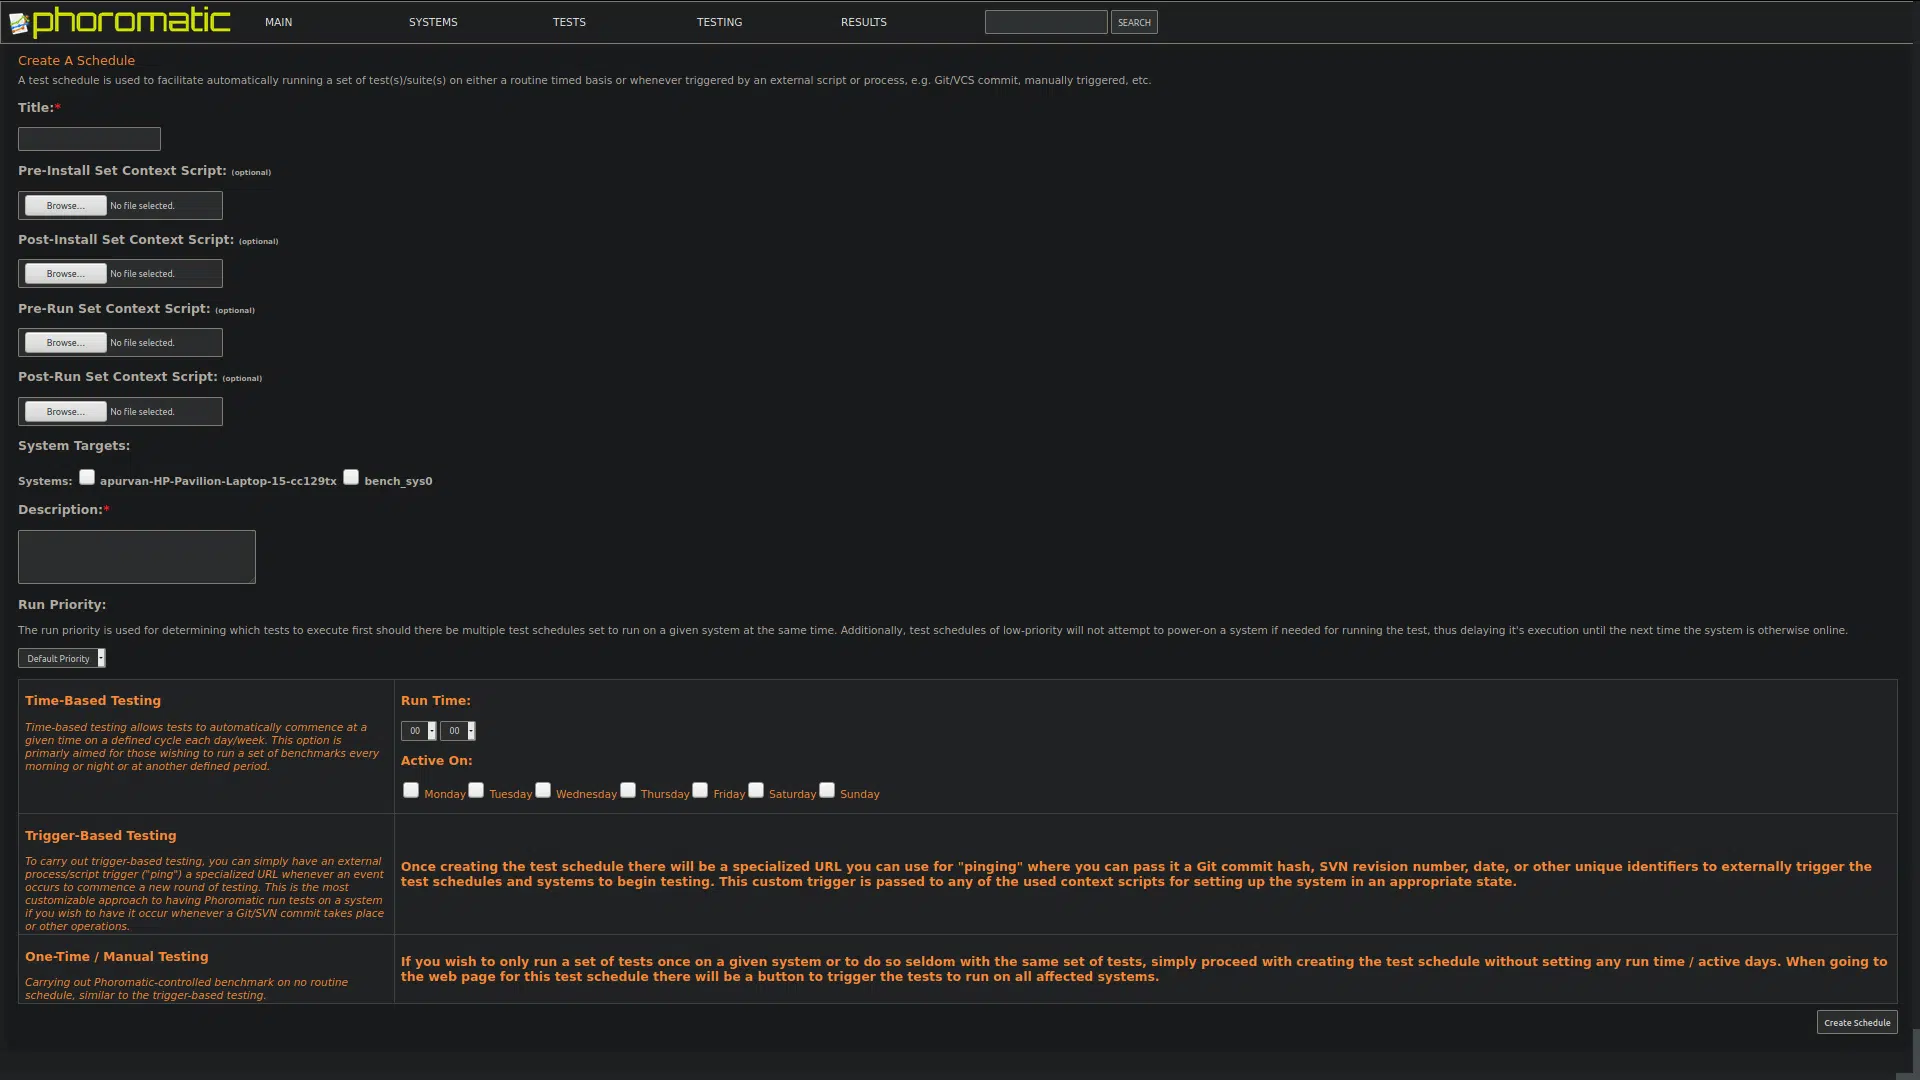 phoromatic MAIN SYSTEMS TESTS TESTING RESULTS SEARCH
Create A Schedule
A test schedule is used to facilitate automatically running a set of test(s)/suite(s) on either a routine timed basis or whenever triggered by an external script or process, e.g. Git/VCS commit, manually triggered, etc.
Title:*
Pre-Install Set Context Script: (optional)
Browse... No file selected.
Post-Install Set Context Script: (optional)
Browse... No file selected.
Pre-Run Set Context Script: (optional)
Browse... No file selected.
Post-Run Set Context Script: (optional)
Browse... No file selected.
System Targets:
Systems: apurvan-HP-Pavilion-Laptop-15-cc129tx bench_sys0
Description:*
Run Priority:
The run priority is used for determining which tests to execute first should there be multiple test schedules set to run on a given system at the same time. Additionally, test schedules of low-priority will not attempt to power-on a system if needed for running the test, thus delaying it's execution until the next time the system is otherwise online.
Default Priority
Time-Based Testing
Time-based testing allows tests to automatically commence at a
given time on a defined cycle each day/week. This option is
primarly aimed for those wishing to run a set of benchmarks every
morning or night or at another defined period.
Run Time:
00 00
Active On:
Monday Tuesday Wednesday Thursday Friday Saturday Sunday
Trigger-Based Testing
To carry out trigger-based testing, you can simply have an external
process/script trigger ("ping") a specialized URL whenever an event
occurs to commence a new round of testing. This is the most
customizable approach to having Phoromatic run tests on a system
if you wish to have it occur whenever a Git/SVN commit takes place
or other operations.
Once creating the test schedule there will be a specialized URL you can use for "pinging" where you can pass it a Git commit hash, SVN revision number, date, or other unique identifiers to externally trigger the
test schedules and systems to begin testing. This custom trigger is passed to any of the used context scripts for setting up the system in an appropriate state.
One-Time / Manual Testing
Carrying out Phoromatic-controlled benchmark on no routine
schedule, similar to the trigger-based testing.
If you wish to only run a set of tests once on a given system or to do so seldom with the same set of tests, simply proceed with creating the test schedule without setting any run time / active days. When going to
the web page for this test schedule there will be a button to trigger the tests to run on all affected systems.
Create Schedule